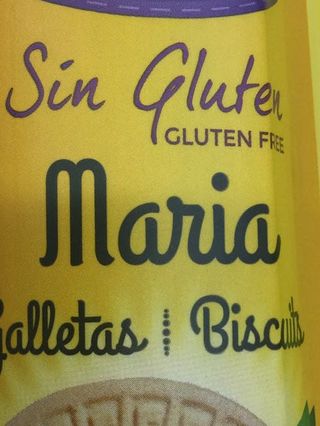 Sin Gluten
GLUTEN FREE
Maria
Galletas Biscuits